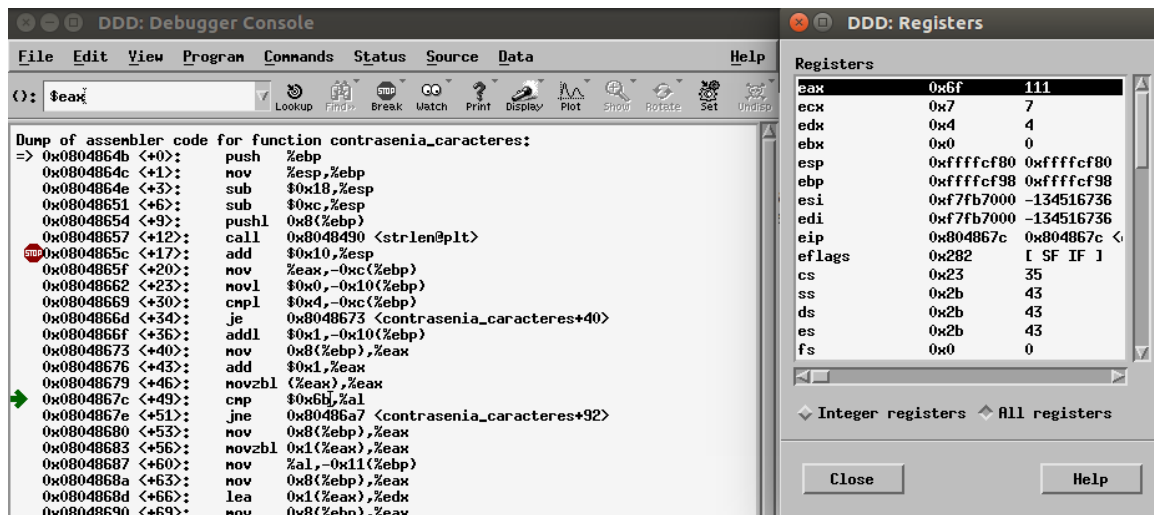 DDD: Debugger Console
File Edit View Program Commands Status Source Data Help
(): $eax
Lookup Find» Break Watch Print Display Plot Show Rotate Set Undisp
STOP
Dump of assembler code for function contrasenia_caracteres:
=> 0x0804864b <+0>: push %ebp
0x0804864c <+1>: mov %esp,%ebp
0x0804864e <+3>: sub $0x18,%esp
0x08048651 <+6>: sub $0xc,%esp
0x08048654 <+9>: pushl 0x8(%ebp)
0x08048657 <+12>: call 0x8048490 <strlen@plt>
STOP 0x0804865c <+17>: add $0x10,%esp
0x0804865f <+20>: mov %eax,-0xc(%ebp)
0x08048662 <+23>: movl $0x0,-0x10(%ebp)
0x08048669 <+30>: cmpl $0x4,-0xc(%ebp)
0x0804866d <+34>: je 0x8048673 <contrasenia_caracteres+40>
0x0804866f <+36>: addl $0x1,-0x10(%ebp)
0x08048673 <+40>: mov 0x8(%ebp),%eax
0x08048676 <+43>: add $0x1,%eax
0x08048679 <+46>: movzbl (%eax),%eax
0x0804867c <+49>: cmp $0x6b,%al
0x0804867e <+51>: jne 0x80486a7 <contrasenia_caracteres+92>
0x08048680 <+53>: mov 0x8(%ebp),%eax
0x08048683 <+56>: movzbl 0x1(%eax),%eax
0x08048687 <+60>: mov %al,-0x11(%ebp)
0x0804868a <+63>: mov 0x8(%ebp),%eax
0x0804868d <+66>: lea 0x1(%eax),%edx
0x08048690 <+69>: mov 0x8(%ebp),%eax
DDD: Registers
Registers
eax 0x6f 111
ecx 0x7 7
edx 0x4 4
ebx 0x0 0
esp 0xffffcf80 0xffffcf80
ebp 0xffffcf98 0xffffcf98
esi 0xf7fb7000 -134516736
edi 0xf7fb7000 -134516736
eip 0x804867c 0x804867c <
eflags 0x282 [ SF IF ]
cs 0x23 35
ss 0x2b 43
ds 0x2b 43
es 0x2b 43
fs 0x0 0
Integer registers All registers
Close Help